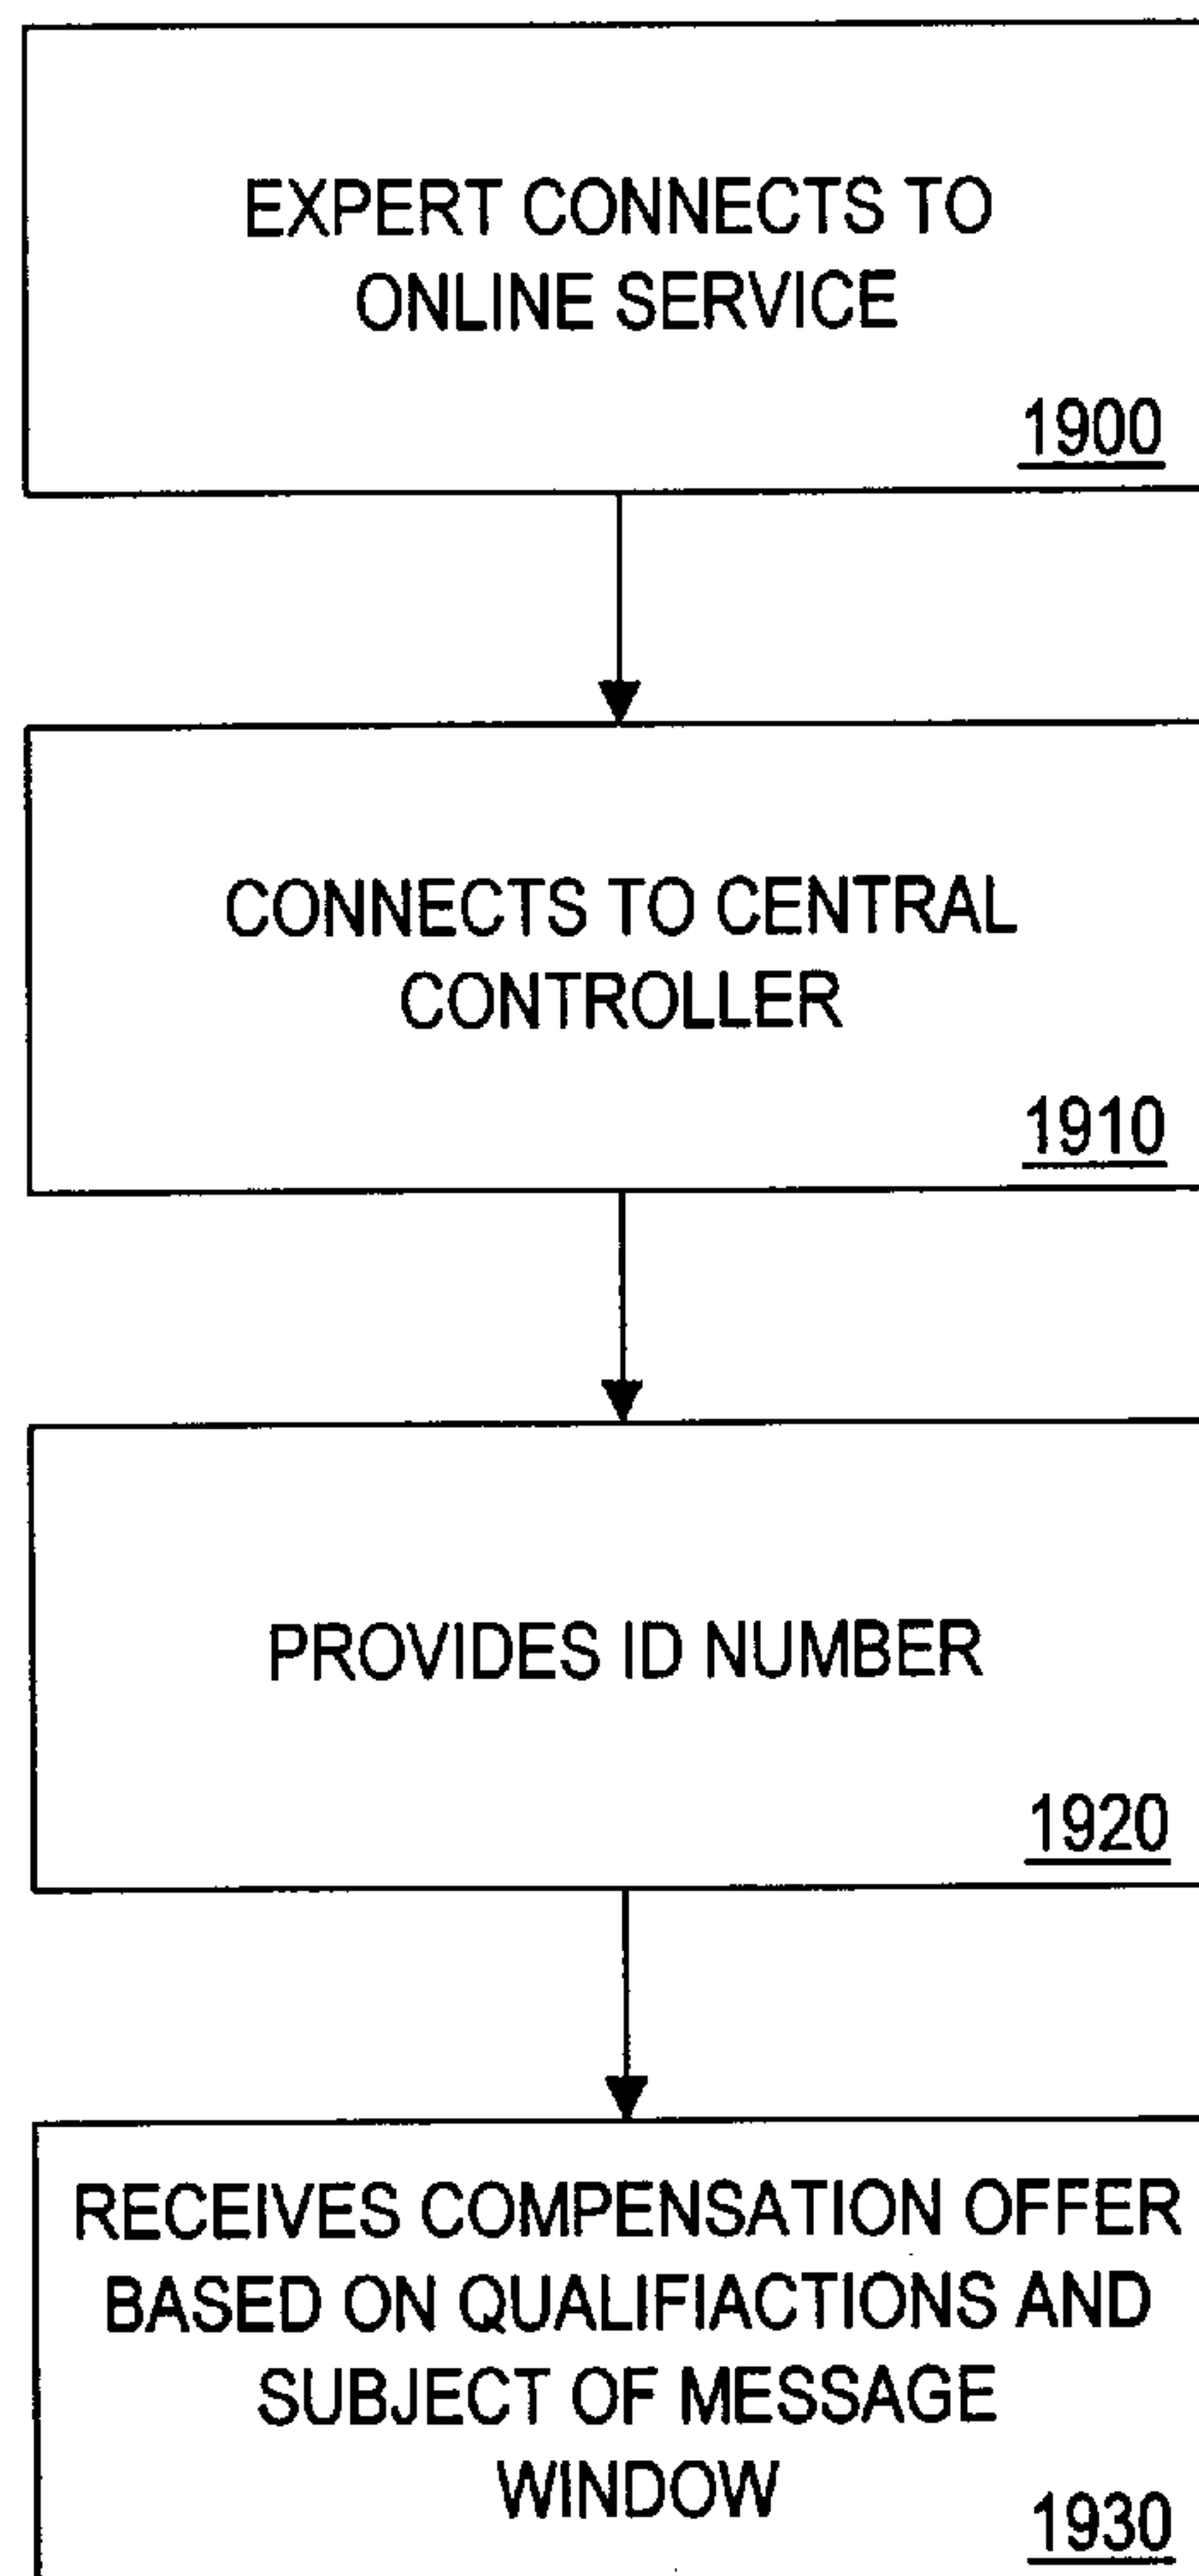 EXPERT CONNECTS TO
ONLINE SERVICE
1900
CONNECTS TO CENTRAL
CONTROLLER
1910
PROVIDES ID NUMBER
1920
RECEIVES COMPENSATION OFFER
BASED ON QUALIFIACTIONS AND
SUBJECT OF MESSAGE
WINDOW
1930